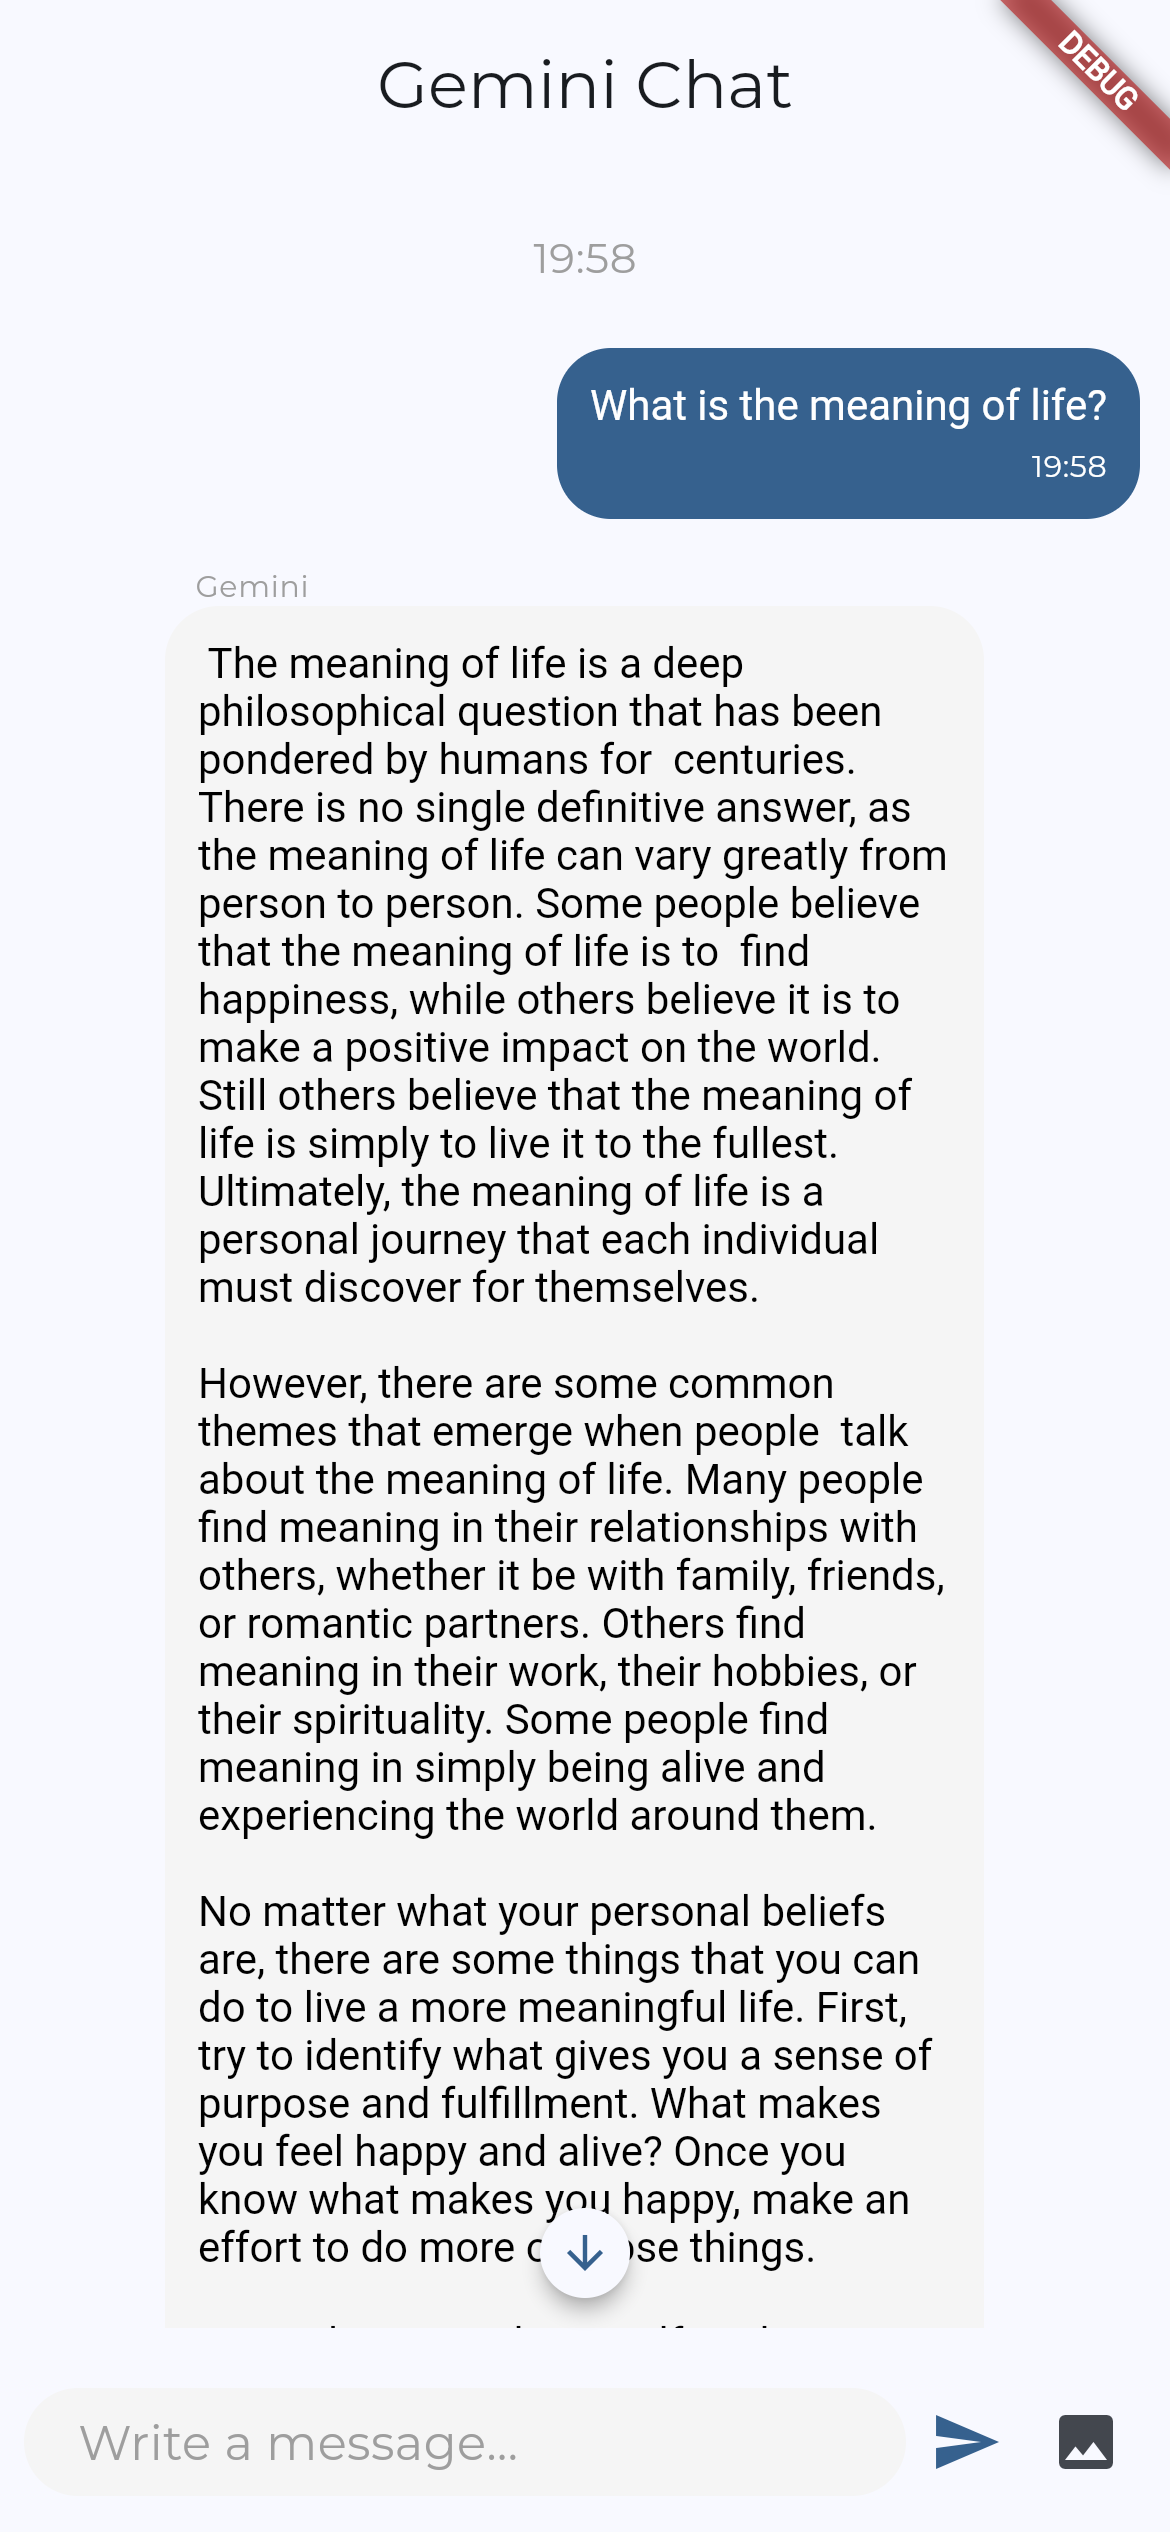 Gemini Chat
DEBUG
19:58
What is the meaning of life?
19:58
Gemini
The meaning of life is a deep
philosophical question that has been
pondered by humans for  centuries.
There is no single definitive answer, as
the meaning of life can vary greatly from
person to person. Some people believe
that the meaning of life is to  find
happiness, while others believe it is to
make a positive impact on the world.
Still others believe that the meaning of
life is simply to live it to the fullest.
Ultimately, the meaning of life is a
personal journey that each individual
must discover for themselves.
However, there are some common
themes that emerge when people  talk
about the meaning of life. Many people
find meaning in their relationships with
others, whether it be with family, friends,
or romantic partners. Others find
meaning in their work, their hobbies, or
their spirituality. Some people find
meaning in simply being alive and
experiencing the world around them.
No matter what your personal beliefs
are, there are some things that you can
do to live a more meaningful life. First,
try to identify what gives you a sense of
purpose and fulfillment. What makes
you feel happy and alive? Once you
know what makes you happy, make an
effort to do more things.
Write a message...